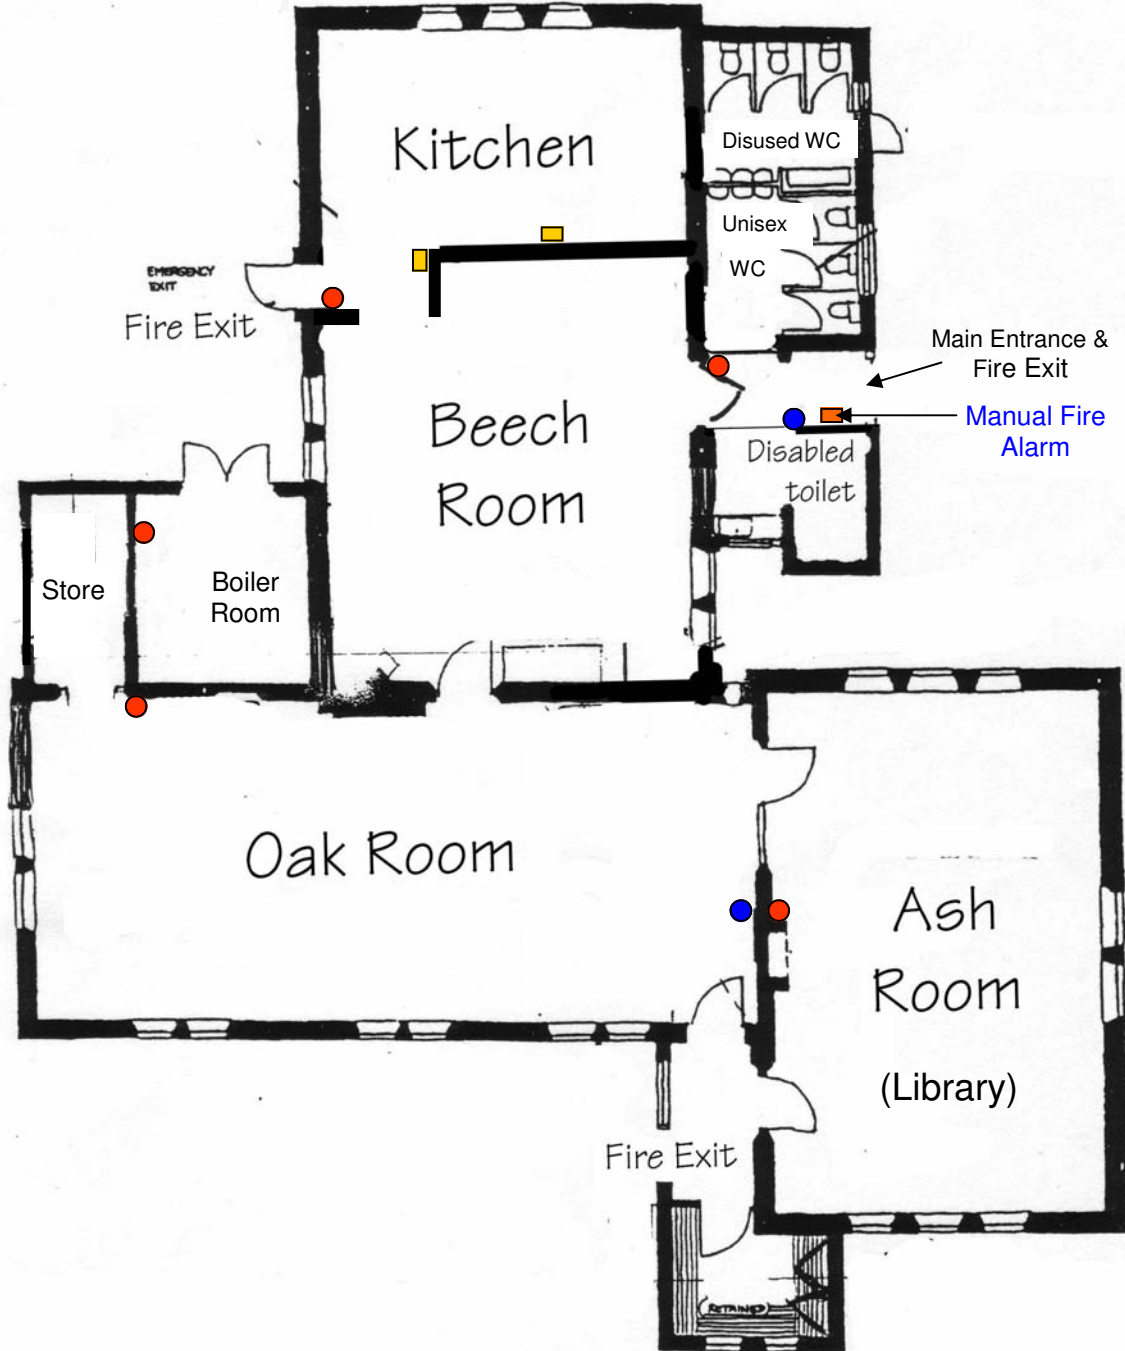 Kitchen
Disused WC
Unisex
WC
EMERGENCY
EXIT
Fire Exit
Main Entrance &
Fire Exit
Beech
Room
Manual Fire
Alarm
Disabled
toilet
Store
Boiler
Room
Oak Room
Ash
Room
(Library)
Fire Exit
(RETAINED)